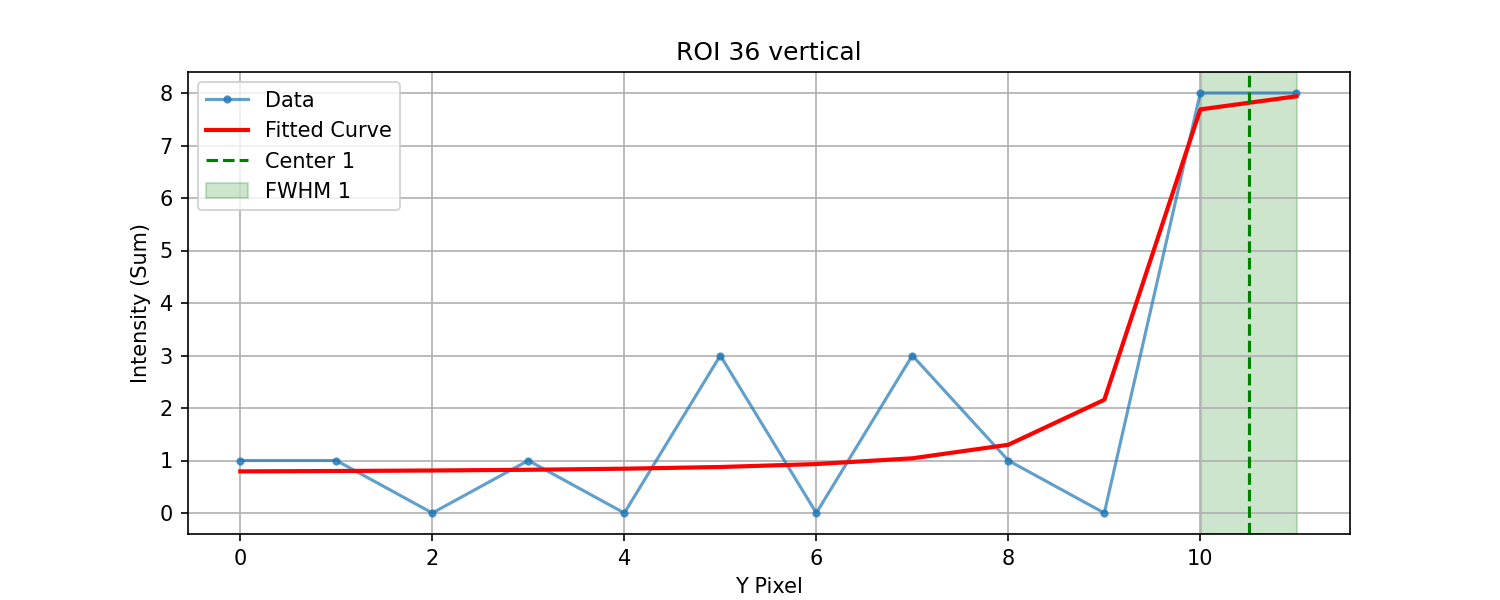 ROI 36 vertical
Data
Fitted Curve
Center 1
FWHM 1
Intensity (Sum)
8
7
6
5
4
3
2
1
0
0 2 4 6 8 10
Y Pixel